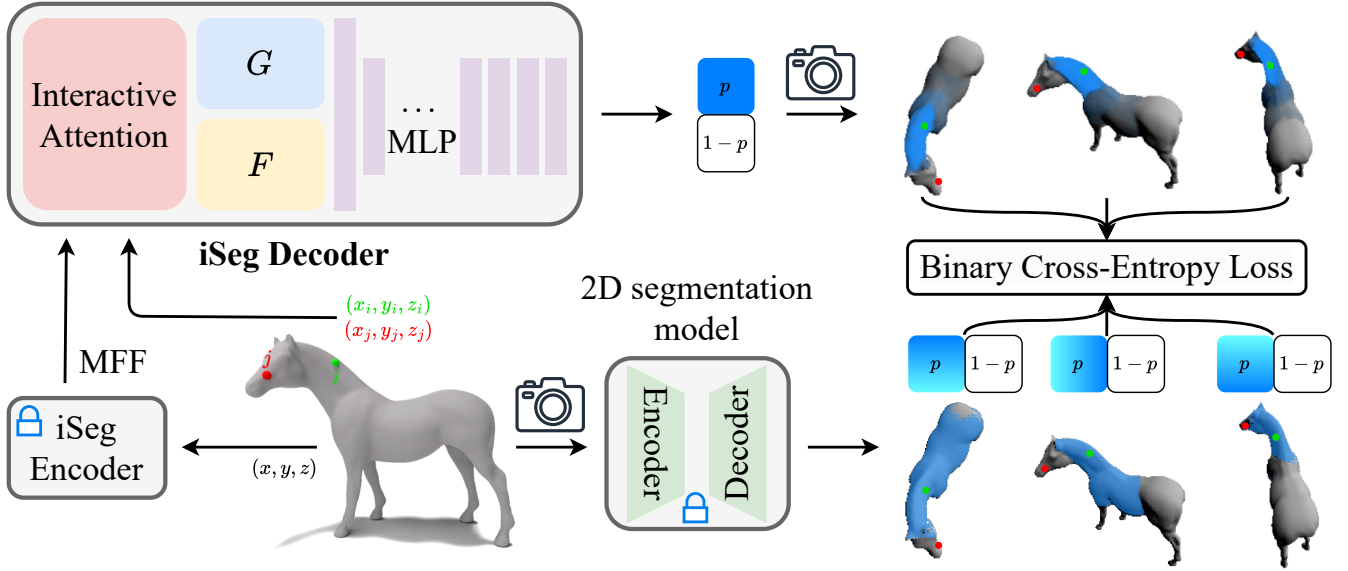 Interactive
Attention
G
F
...
MLP
p
1 − p
iSeg Decoder
(x_i, y_i, z_i)
(x_j, y_j, z_j)
2D segmentation
model
Binary Cross-Entropy Loss
MFF
j
i
p
1 − p
p
1 − p
p
1 − p
iSeg
Encoder
(x, y, z)
Encoder
Decoder